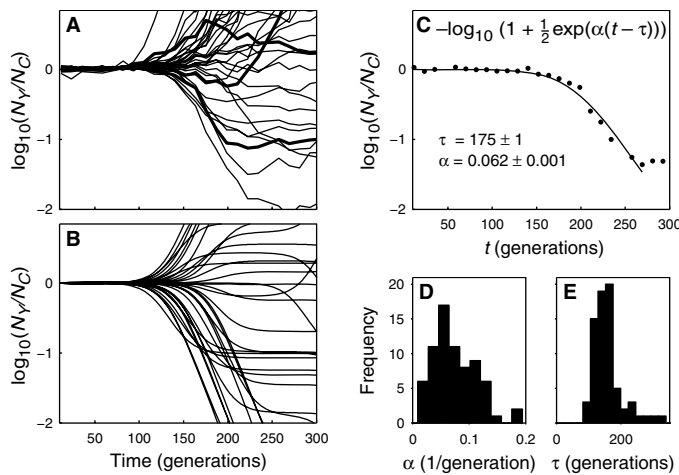 A
log10(NY/NC)
0
-1
-2
B
log10(NY/NC)
0
-1
-2
50 100 150 200 250 300
Time (generations)
C
−log10 (1 + 1/2 exp(α(t − τ)))
log10(NY/NC)
1
0
-1
-2
τ = 175 ± 1
α = 0.062 ± 0.001
50 100 150 200 250 300
t (generations)
D
Frequency
20
15
10
5
0
0 0.1 0.2
α (1/generation)
E
0 200
τ (generations)